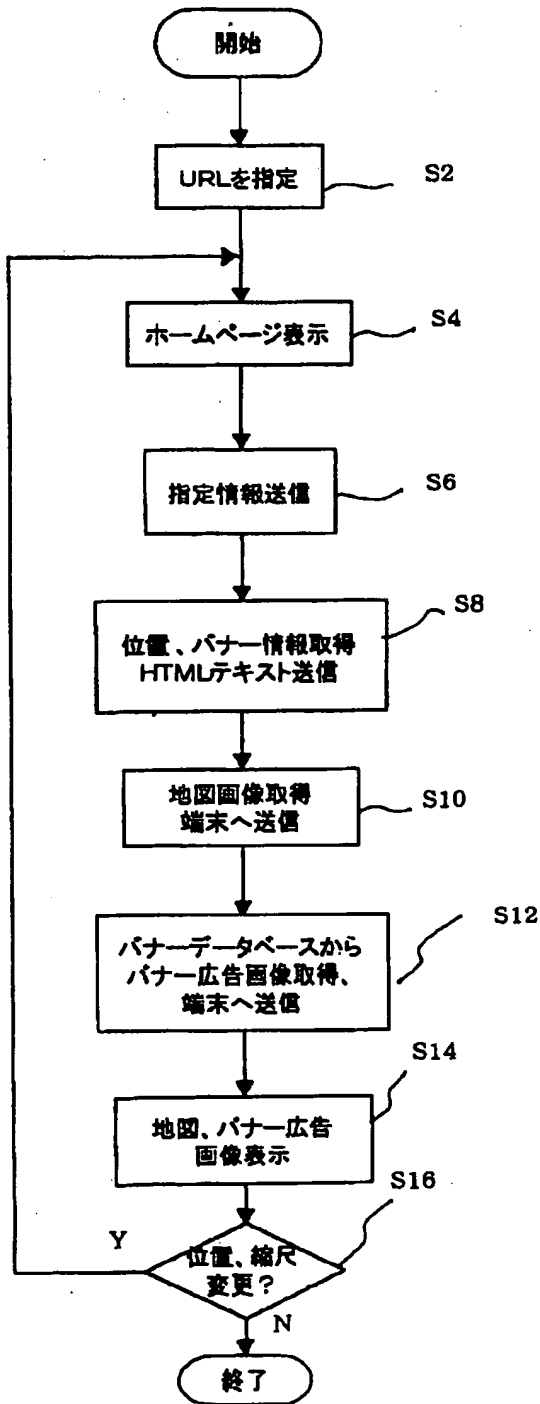 開始
URLを指定
S2
ホームページ表示
S4
指定情報送信
S6
位置、バナー情報取得
HTMLテキスト送信
S8
地図画像取得
端末へ送信
S10
バナーデータベースから
バナー広告画像取得、
端末へ送信
S12
地図、バナー広告
画像表示
S14
位置、縮尺
変更？
S16
Y
N
終了